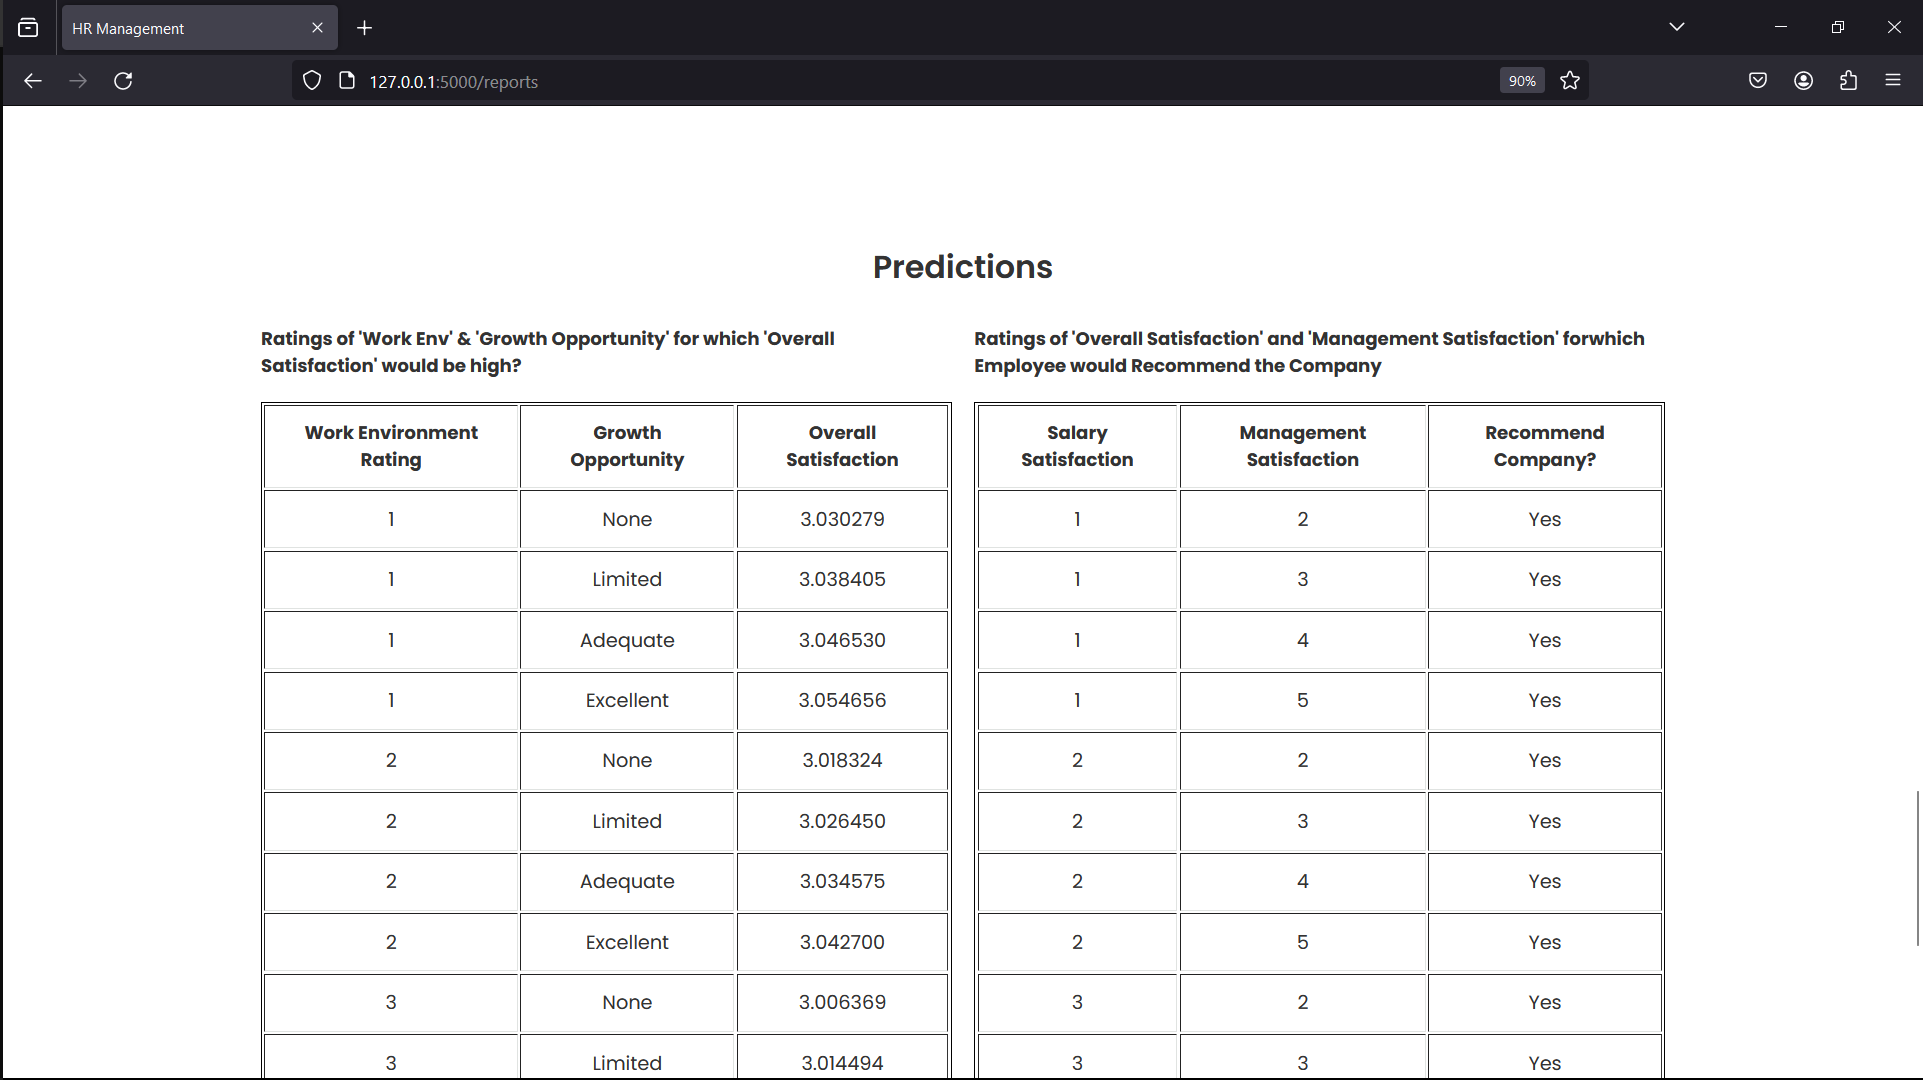 HR Management
127.0.0.1:5000/reports
90%
Predictions
Ratings of 'Work Env' & 'Growth Opportunity' for which 'Overall
Satisfaction' would be high?
Work Environment Rating Growth Opportunity Overall Satisfaction
1 None 3.030279
1 Limited 3.038405
1 Adequate 3.046530
1 Excellent 3.054656
2 None 3.018324
2 Limited 3.026450
2 Adequate 3.034575
2 Excellent 3.042700
3 None 3.006369
3 Limited 3.014494
Ratings of 'Overall Satisfaction' and 'Management Satisfaction' forwhich
Employee would Recommend the Company
Salary Satisfaction Management Satisfaction Recommend Company?
1 2 Yes
1 3 Yes
1 4 Yes
1 5 Yes
2 2 Yes
2 3 Yes
2 4 Yes
2 5 Yes
3 2 Yes
3 3 Yes